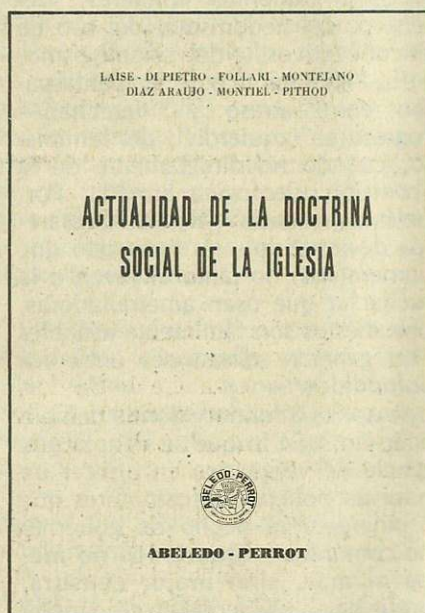 LAISE - DI PIETRO - FOLLARI - MONTEJANO
DIAZ ARAUJO - MONTIEL - PITHOD
ACTUALIDAD DE LA DOCTRINA
SOCIAL DE LA IGLESIA
ABELEDO-PERROT
ABELEDO - PERROT